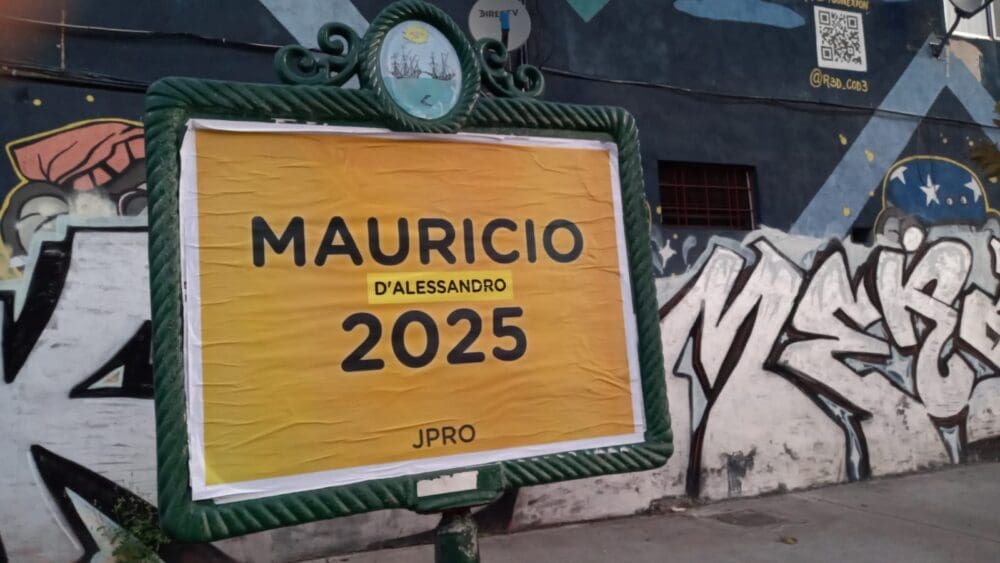 DIRECTV
@R3D_COD3
MAURICIO
D'ALESSANDRO
2025
JPRO